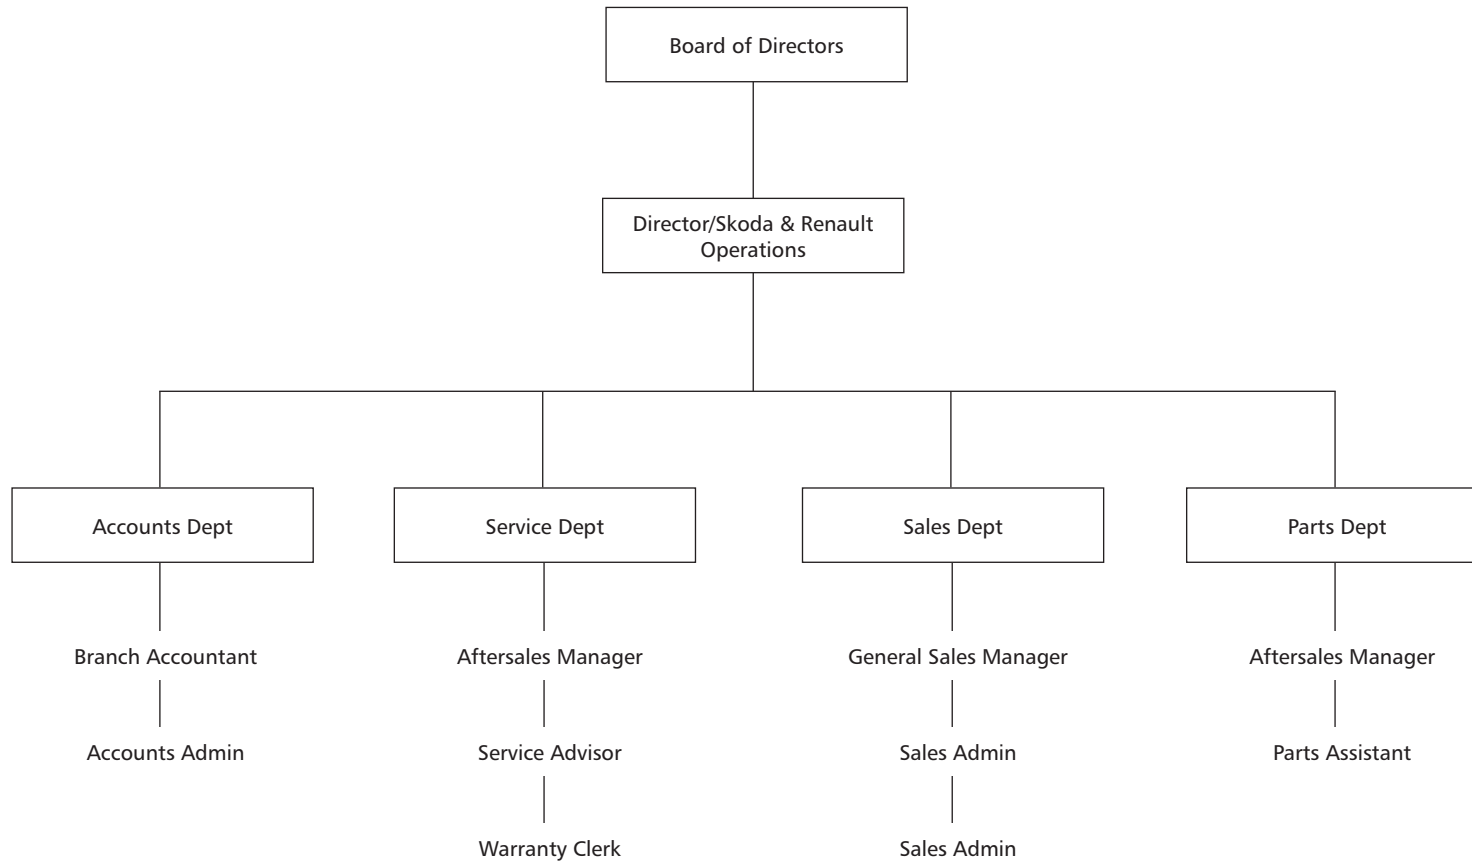 Board of Directors
Director/Skoda & Renault
Operations
Accounts Dept
Service Dept
Sales Dept
Parts Dept
Branch Accountant
Aftersales Manager
General Sales Manager
Aftersales Manager
Accounts Admin
Service Advisor
Sales Admin
Parts Assistant
Warranty Clerk
Sales Admin